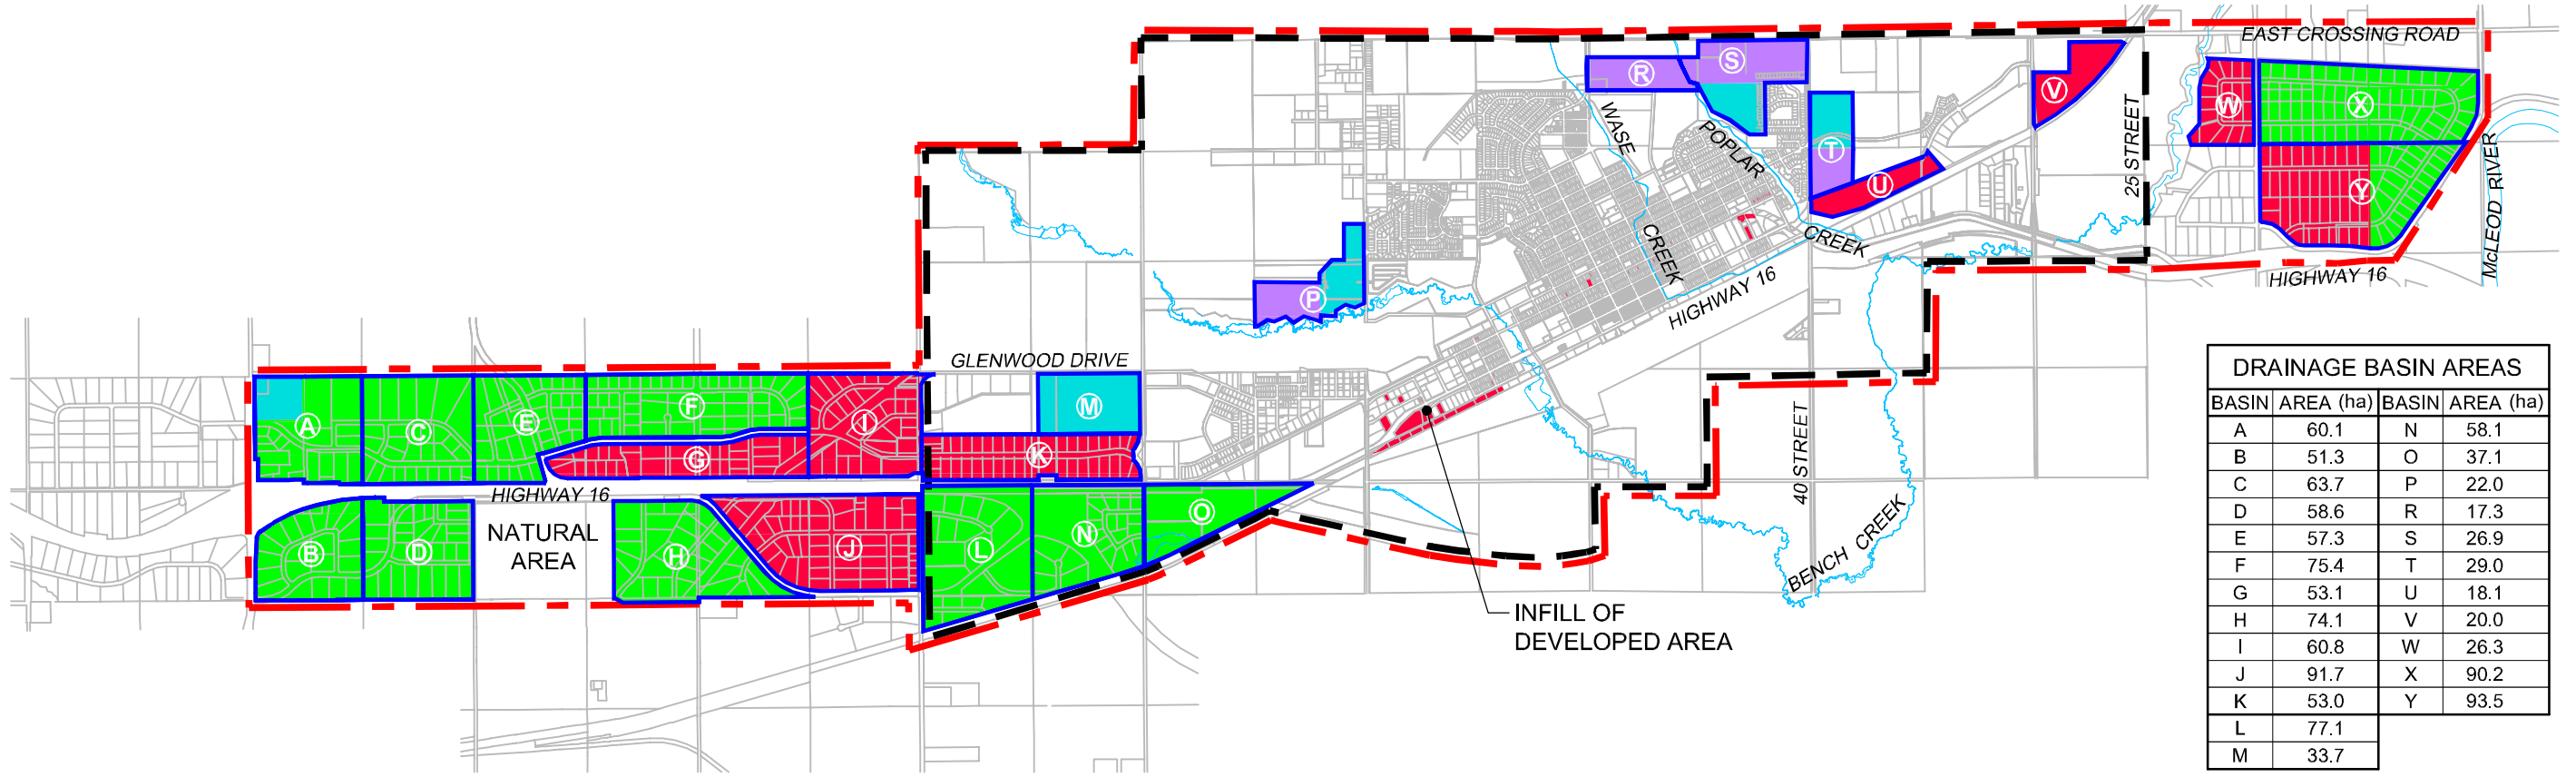 EAST CROSSING ROAD
S
R
V
W
X
WASE
CREEK
POPLAR
CREEK
T
U
25 STREET
Y
McLEOD RIVER
HIGHWAY 16
P
HIGHWAY 16
GLENWOOD DRIVE
M
A
C
E
F
I
G
K
HIGHWAY 16
NATURAL
AREA
B
D
H
J
L
N
O
40 STREET
BENCH CREEK
INFILL OF
DEVELOPED AREA
DRAINAGE BASIN AREAS
BASIN AREA (ha) BASIN AREA (ha)
A 60.1 N 58.1
B 51.3 O 37.1
C 63.7 P 22.0
D 58.6 R 17.3
E 57.3 S 26.9
F 75.4 T 29.0
G 53.1 U 18.1
H 74.1 V 20.0
I 60.8 W 26.3
J 91.7 X 90.2
K 53.0 Y 93.5
L 77.1
M 33.7